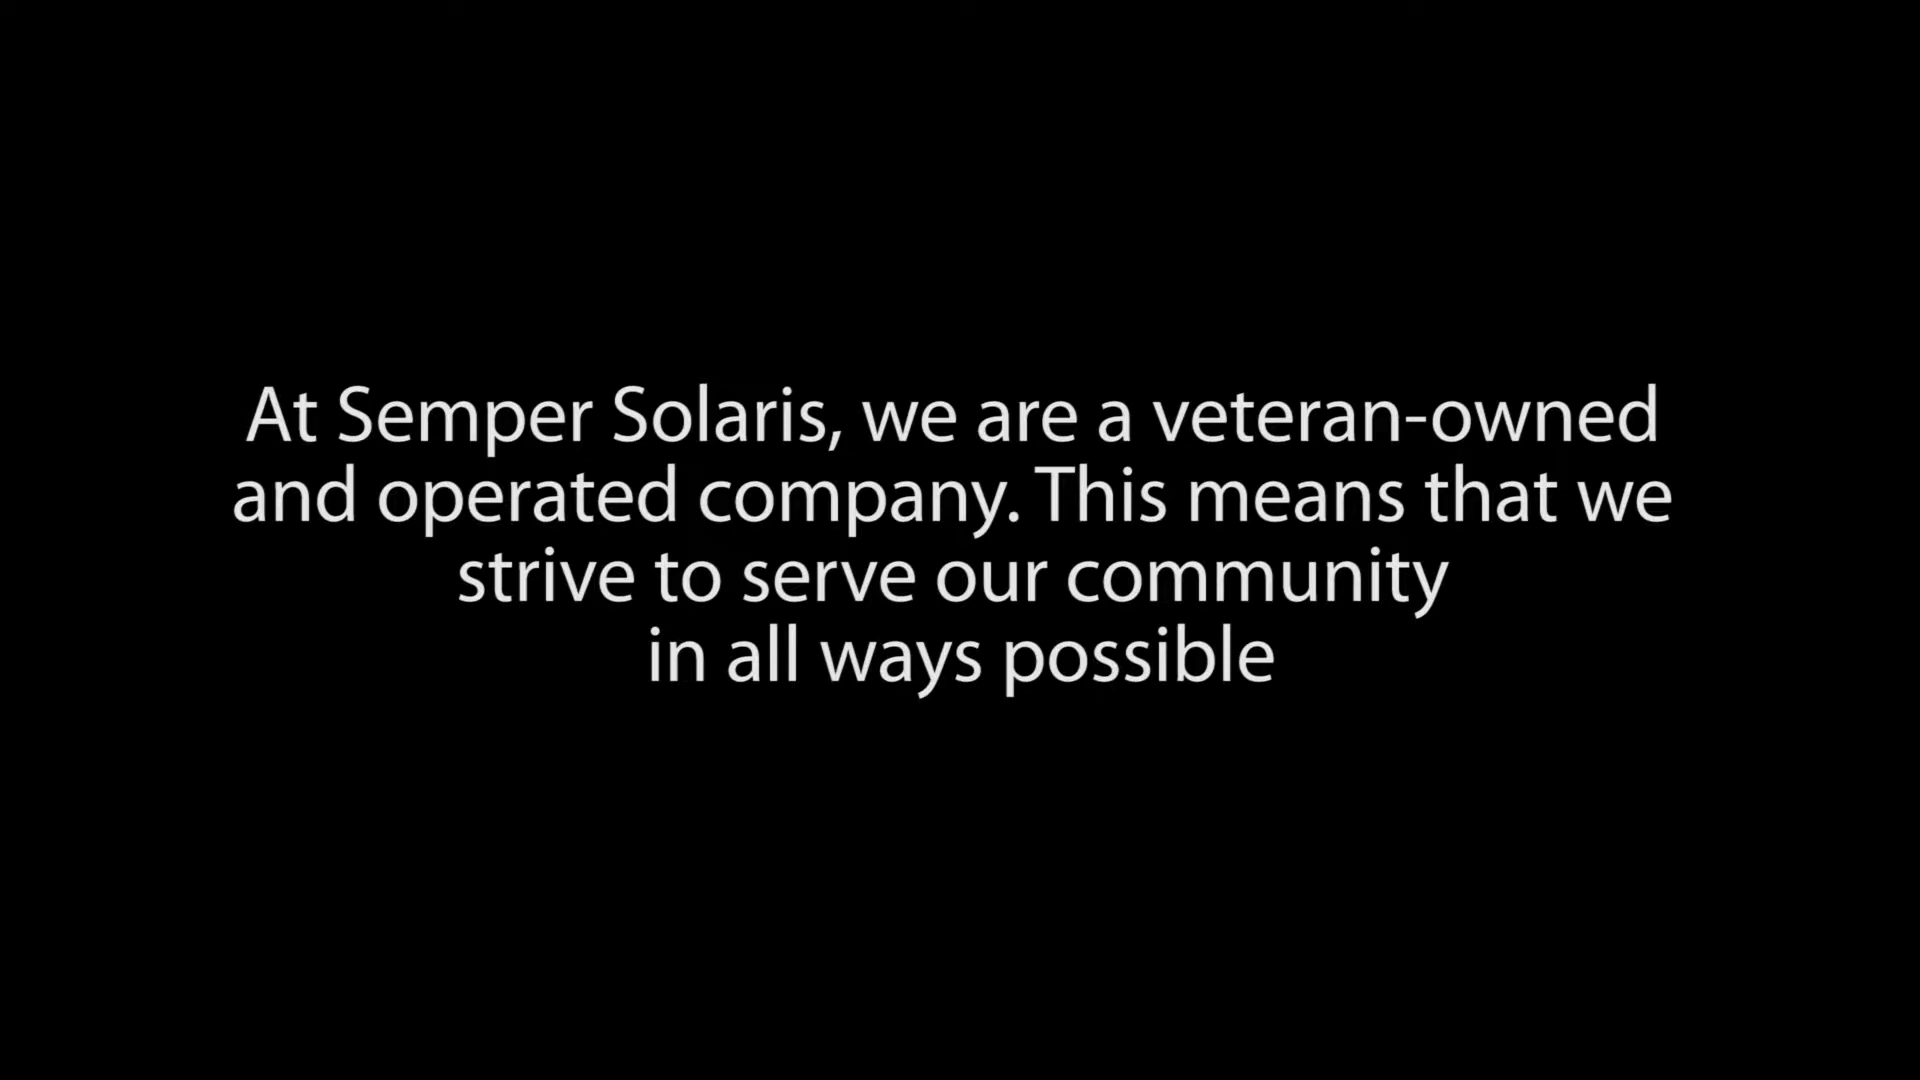 At Semper Solaris, we are a veteran-owned
and operated company. This means that we
strive to serve our community
in all ways possible